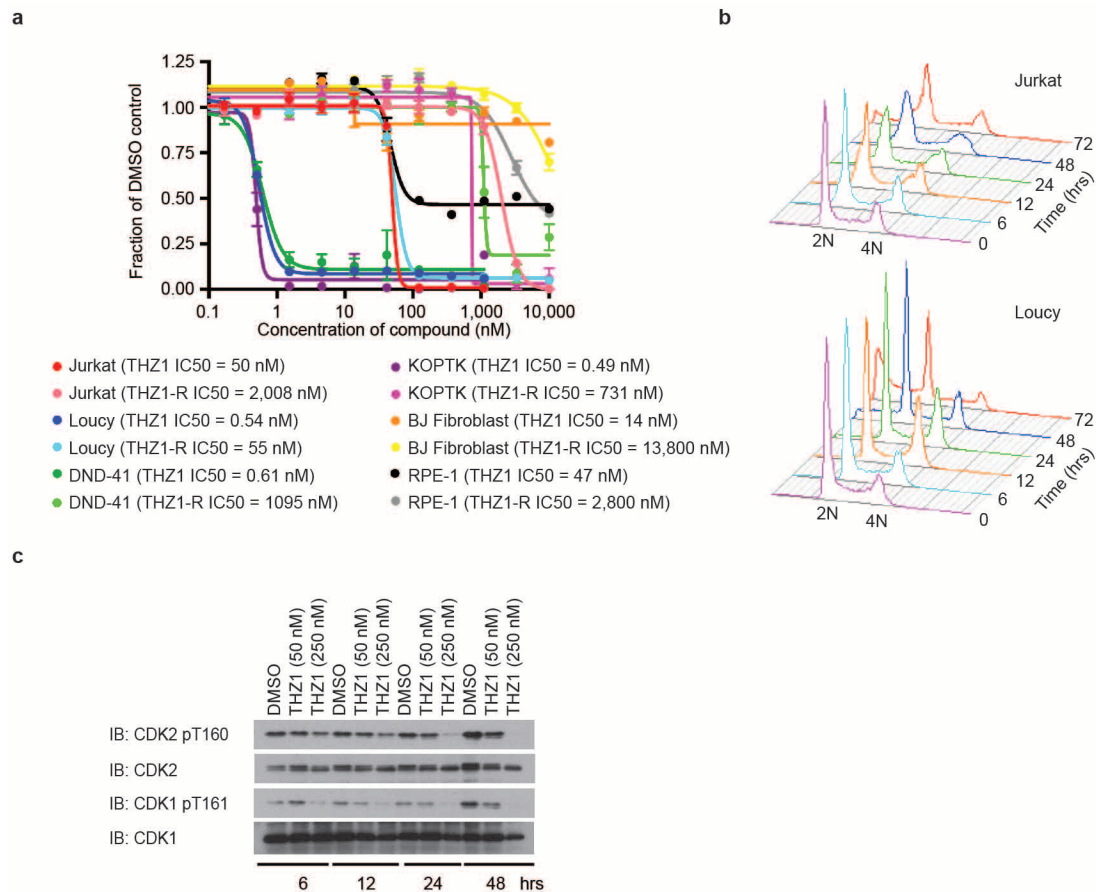 a
1.25
1.00
0.75
0.50
0.25
0.00
Fraction of DMSO control
0.1 1 10 100 1,000 10,000
Concentration of compound (nM)
Jurkat (THZ1 IC50 = 50 nM)
Jurkat (THZ1-R IC50 = 2,008 nM)
Loucy (THZ1 IC50 = 0.54 nM)
Loucy (THZ1-R IC50 = 55 nM)
DND-41 (THZ1 IC50 = 0.61 nM)
DND-41 (THZ1-R IC50 = 1095 nM)
KOPTK (THZ1 IC50 = 0.49 nM)
KOPTK (THZ1-R IC50 = 731 nM)
BJ Fibroblast (THZ1 IC50 = 14 nM)
BJ Fibroblast (THZ1-R IC50 = 13,800 nM)
RPE-1 (THZ1 IC50 = 47 nM)
RPE-1 (THZ1-R IC50 = 2,800 nM)
b
Jurkat
72
48
24
12
6
0
Time (hrs)
2N 4N
Loucy
72
48
24
12
6
0
Time (hrs)
2N 4N
c
DMSO
THZ1 (50 nM)
THZ1 (250 nM)
DMSO
THZ1 (50 nM)
THZ1 (250 nM)
DMSO
THZ1 (50 nM)
THZ1 (250 nM)
DMSO
THZ1 (50 nM)
THZ1 (250 nM)
IB: CDK2 pT160
IB: CDK2
IB: CDK1 pT161
IB: CDK1
6 12 24 48 hrs